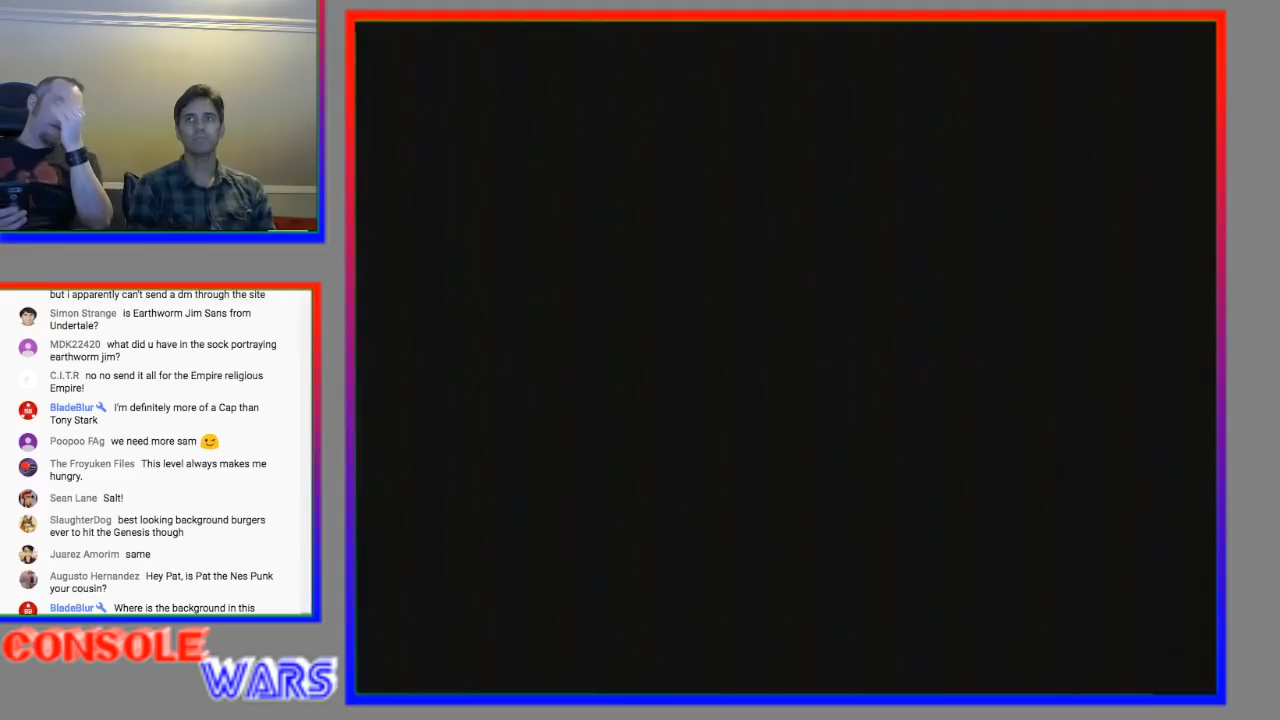 but i apparently can't send a dm through the site
Simon Strange is Earthworm Jim Sans from
Undertale?
MDK22420 what did u have in the sock portraying
earthworm jim?
C.I.T.R no no send it all for the Empire religious
Empire!
BladeBlur I'm definitely more of a Cap than
Tony Stark
Poopoo FAg we need more sam
The Froyuken Files This level always makes me
hungry.
Sean Lane Salt!
SlaughterDog best looking background burgers
ever to hit the Genesis though
Juarez Amorim same
Augusto Hernandez Hey Pat, is Pat the Nes Punk
your cousin?
BladeBlur Where is the background in this
CONSOLE
WARS